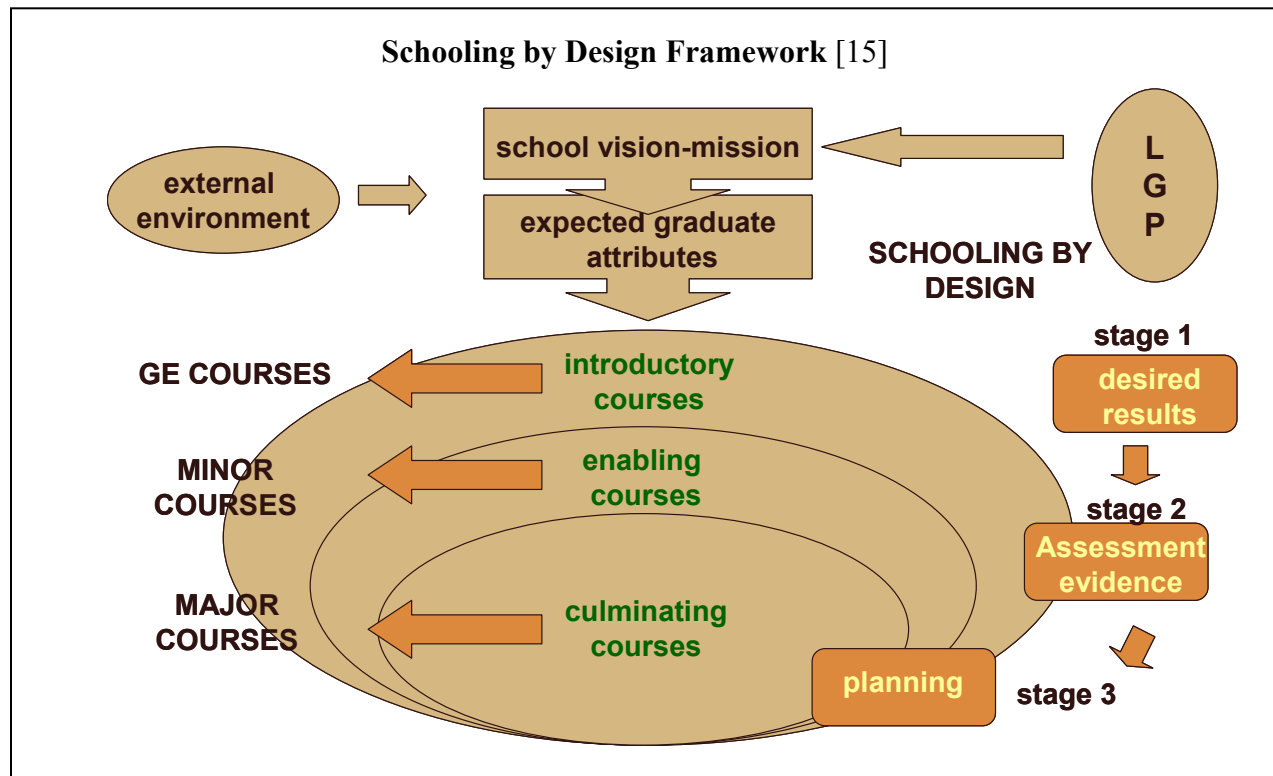 Schooling by Design Framework [15]
school vision-mission
L
G
P
external
environment
expected graduate
attributes
SCHOOLING BY
DESIGN
stage 1
GE COURSES
introductory
courses
desired
results
MINOR
COURSES
enabling
courses
stage 2
Assessment
evidence
MAJOR
COURSES
culminating
courses
planning
stage 3